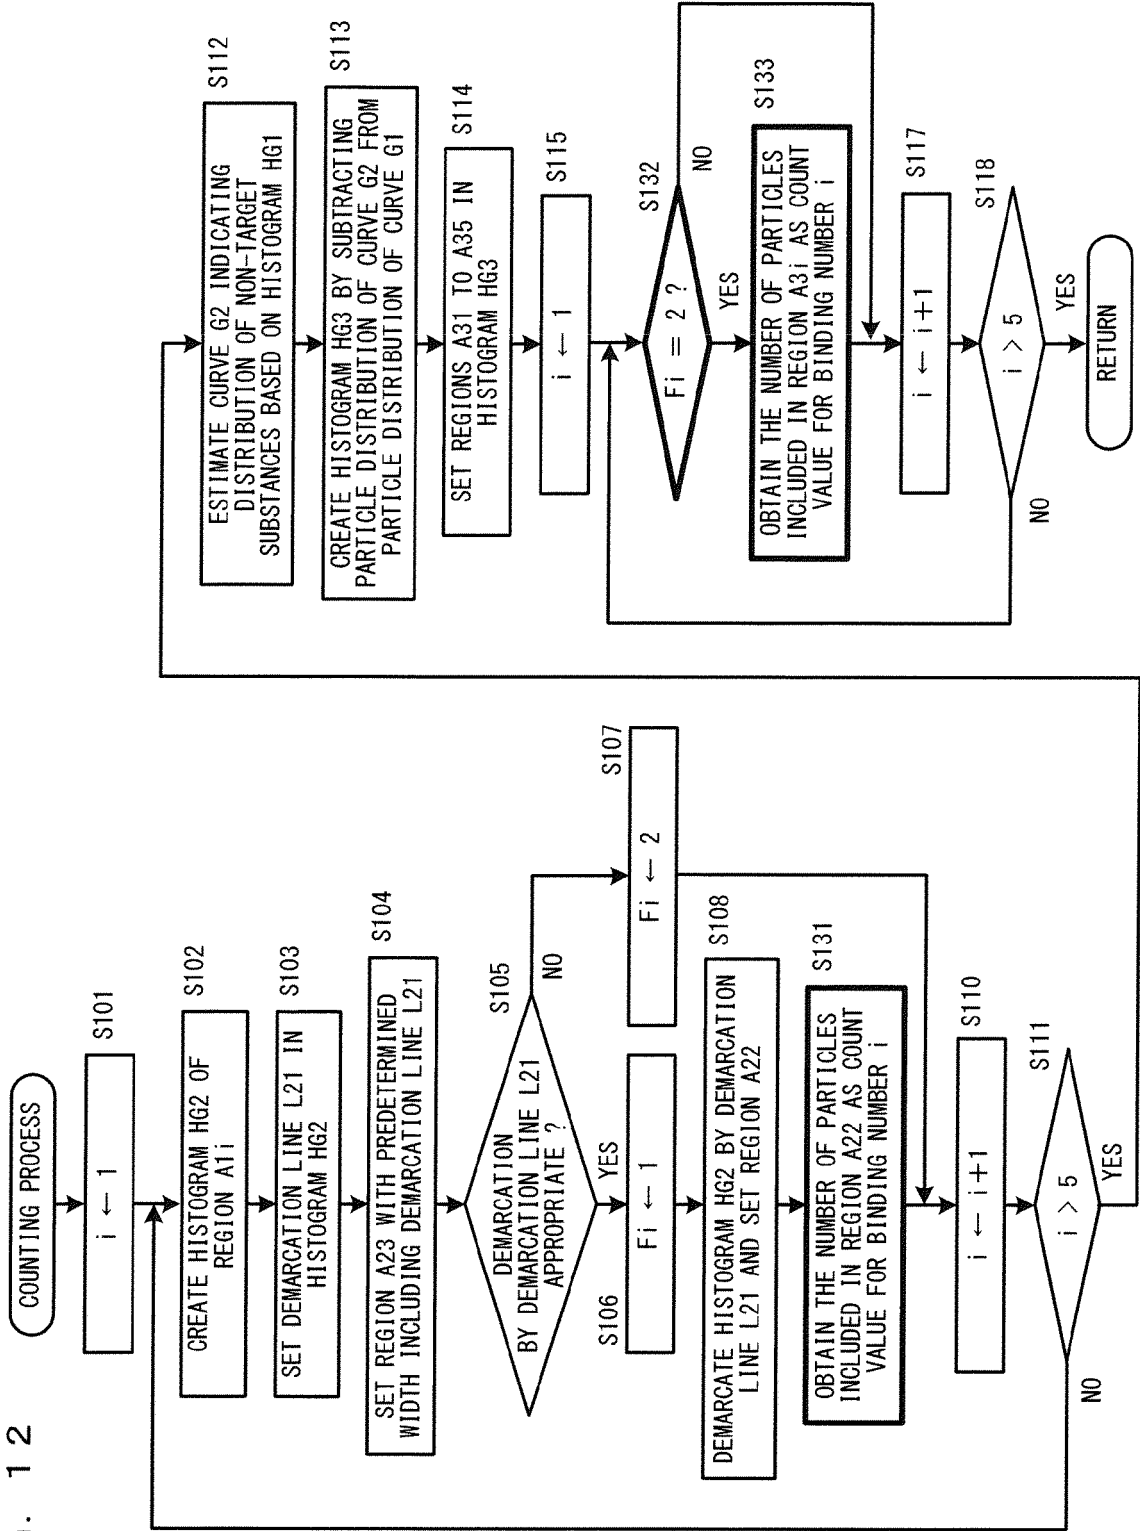 . 12
COUNTING PROCESS
i ← 1
S101
CREATE HISTOGRAM HG2 OF
REGION A1i
S102
SET DEMARCATION LINE L21 IN
HISTOGRAM HG2
S103
SET REGION A23 WITH PREDETERMINED
WIDTH INCLUDING DEMARCATION LINE L21
S104
DEMARCATION
BY DEMARCATION LINE L21
APPROPRIATE ?
S105
NO
YES
S106
Fi ← 1
Fi ← 2
S107
DEMARCATE HISTOGRAM HG2 BY DEMARCATION
LINE L21 AND SET REGION A22
S108
OBTAIN THE NUMBER OF PARTICLES
INCLUDED IN REGION A22 AS COUNT
VALUE FOR BINDING NUMBER i
S131
i ← i+1
S110
i > 5
S111
NO
YES
ESTIMATE CURVE G2 INDICATING
DISTRIBUTION OF NON-TARGET
SUBSTANCES BASED ON HISTOGRAM HG1
S112
CREATE HISTOGRAM HG3 BY SUBTRACTING
PARTICLE DISTRIBUTION OF CURVE G2 FROM
PARTICLE DISTRIBUTION OF CURVE G1
S113
SET REGIONS A31 TO A35 IN
HISTOGRAM HG3
S114
i ← 1
S115
Fi = 2 ?
S132
NO
YES
OBTAIN THE NUMBER OF PARTICLES
INCLUDED IN REGION A3i AS COUNT
VALUE FOR BINDING NUMBER i
S133
i ← i+1
S117
i > 5
S118
NO
YES
RETURN